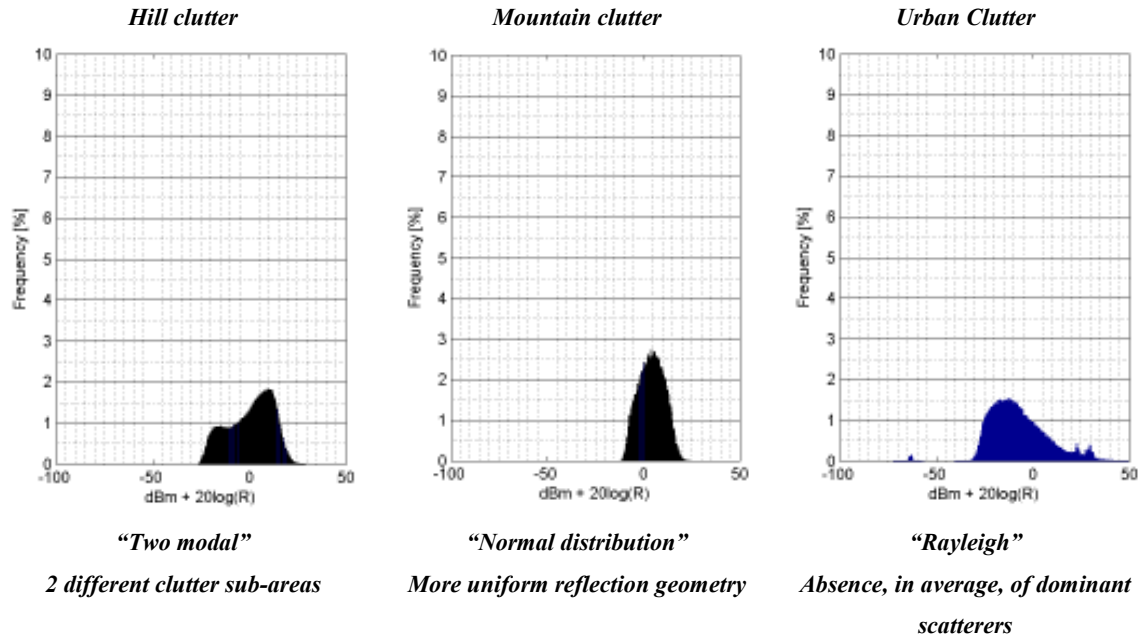 Hill clutter
10
9
8
7
6
5
4
3
2
1
0
Frequency [%]
-100
-50
0
50
dBm + 20log(R)
“Two modal”
2 different clutter sub-areas
Mountain clutter
10
9
8
7
6
5
4
3
2
1
0
Frequency [%]
-100
-50
0
50
dBm + 20log(R)
“Normal distribution”
More uniform reflection geometry
Urban Clutter
10
9
8
7
6
5
4
3
2
1
0
Frequency [%]
-100
-50
0
50
dBm + 20log(R)
“Rayleigh”
Absence, in average, of dominant
scatterers